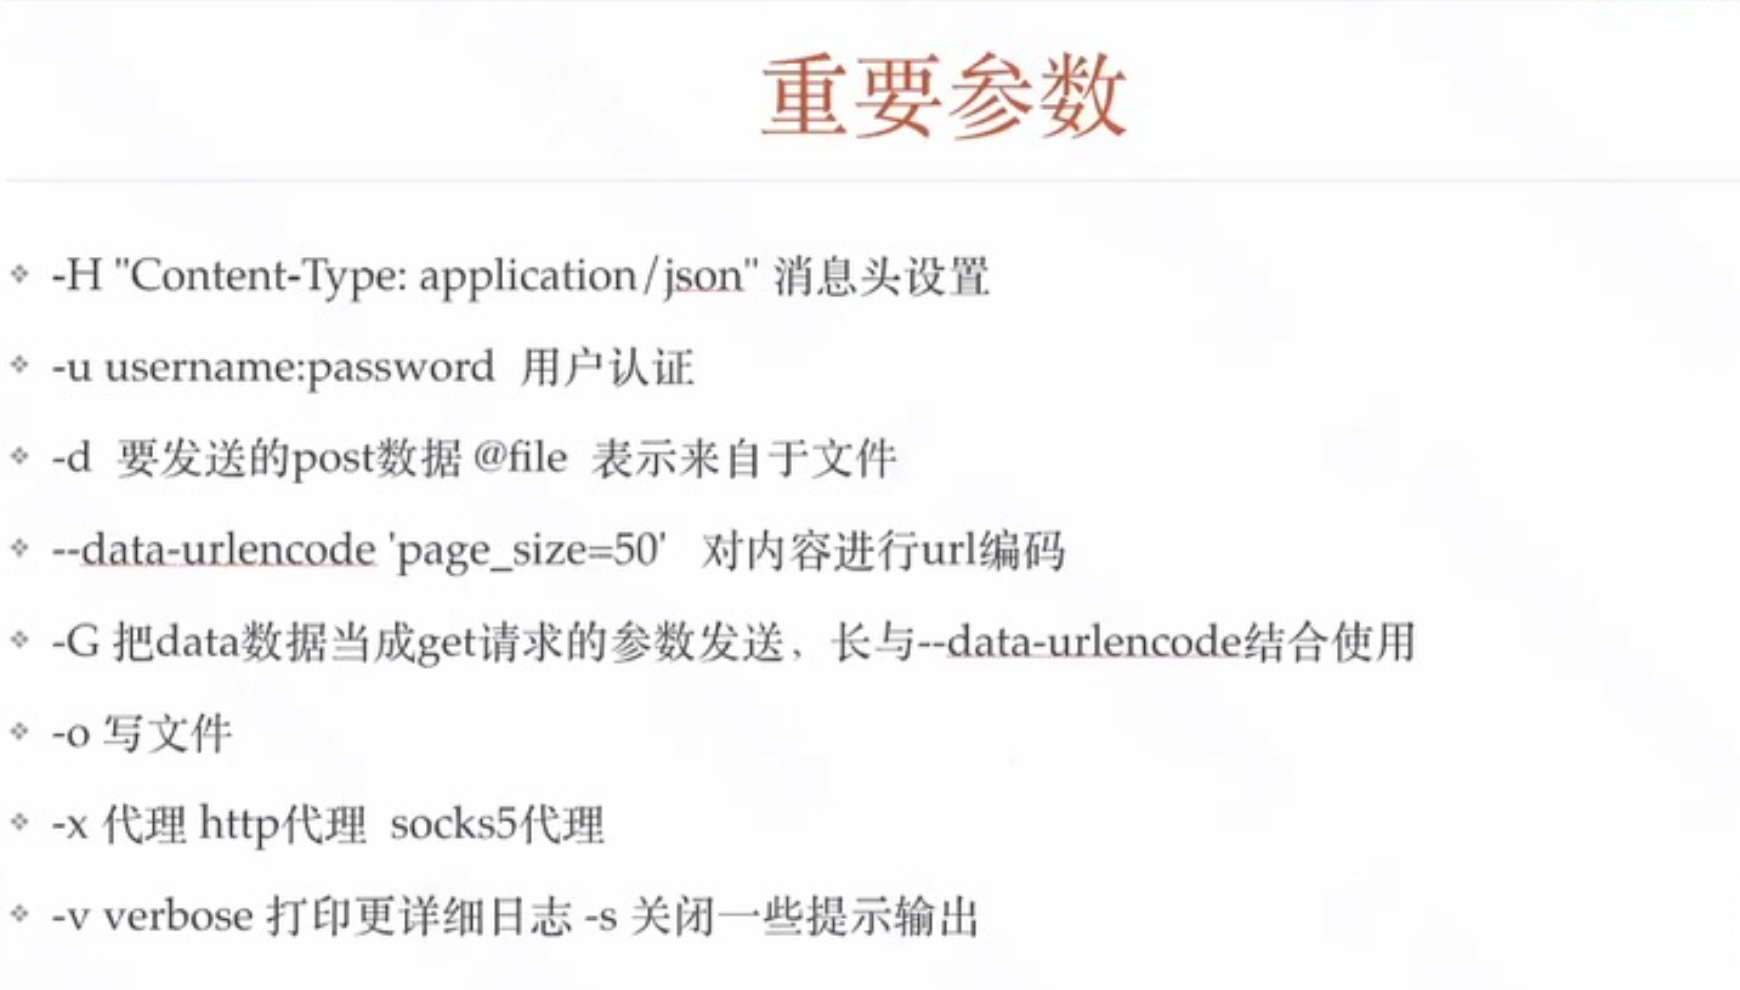 重要参数
-H "Content-Type: application/json" 消息头设置
-u username:password 用户认证
-d 要发送的post数据 @file 表示来自于文件
--data-urlencode 'page_size=50' 对内容进行url编码
-G 把data数据当成get请求的参数发送，长与--data-urlencode结合使用
-o 写文件
-x 代理 http代理 socks5代理
-v verbose 打印更详细日志 -s 关闭一些提示输出